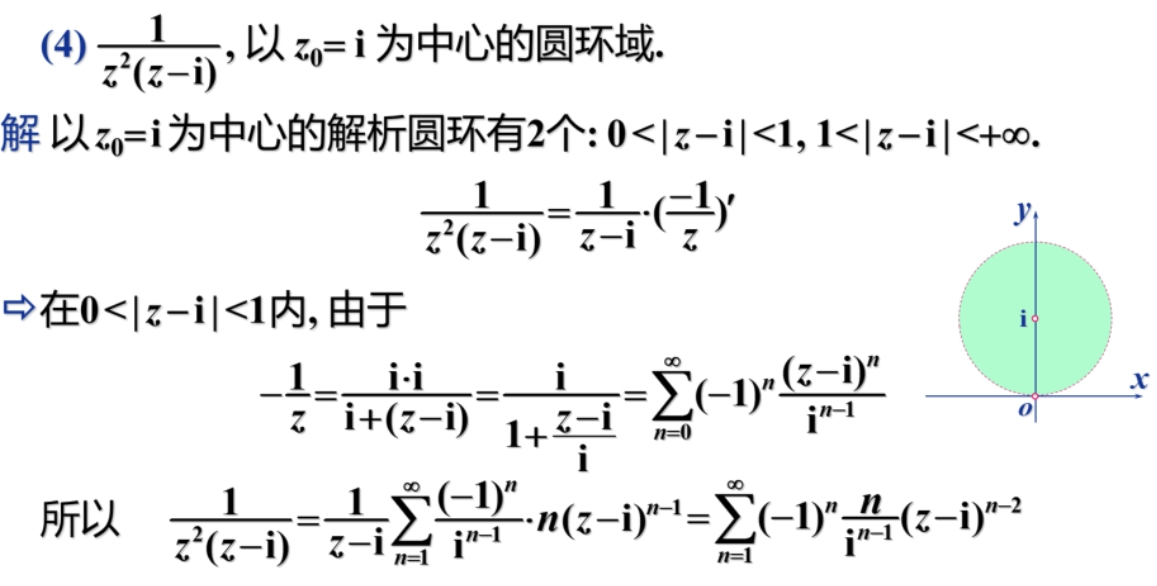 (4) $\frac{1}{z^2(z-\mathrm{i})}$, 以 $z_0=\mathrm{i}$ 为中心的圆环域.
解 以 $z_0=\mathrm{i}$ 为中心的解析圆环有2个: $0<|z-\mathrm{i}|<1$, $1<|z-\mathrm{i}|<+\infty$.
$\frac{1}{z^2(z-\mathrm{i})}=\frac{1}{z-\mathrm{i}}\cdot(\frac{-1}{z})'$
⇨在$0<|z-\mathrm{i}|<1$内, 由于
$-\frac{1}{z}=\frac{\mathrm{i}\cdot\mathrm{i}}{\mathrm{i}+(z-\mathrm{i})}=\frac{\mathrm{i}}{1+\frac{z-\mathrm{i}}{\mathrm{i}}}=\sum_{n=0}^{\infty}(-1)^n\frac{(z-\mathrm{i})^n}{\mathrm{i}^{n-1}}$
所以 $\frac{1}{z^2(z-\mathrm{i})}=\frac{1}{z-\mathrm{i}}\sum_{n=1}^{\infty}\frac{(-1)^n}{\mathrm{i}^{n-1}}\cdot n(z-\mathrm{i})^{n-1}=\sum_{n=1}^{\infty}(-1)^n\frac{n}{\mathrm{i}^{n-1}}(z-\mathrm{i})^{n-2}$
y
i
x
o